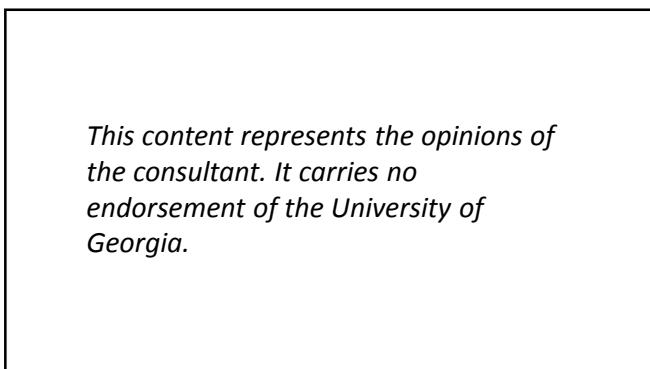 This content represents the opinions of
the consultant. It carries no
endorsement of the University of
Georgia.